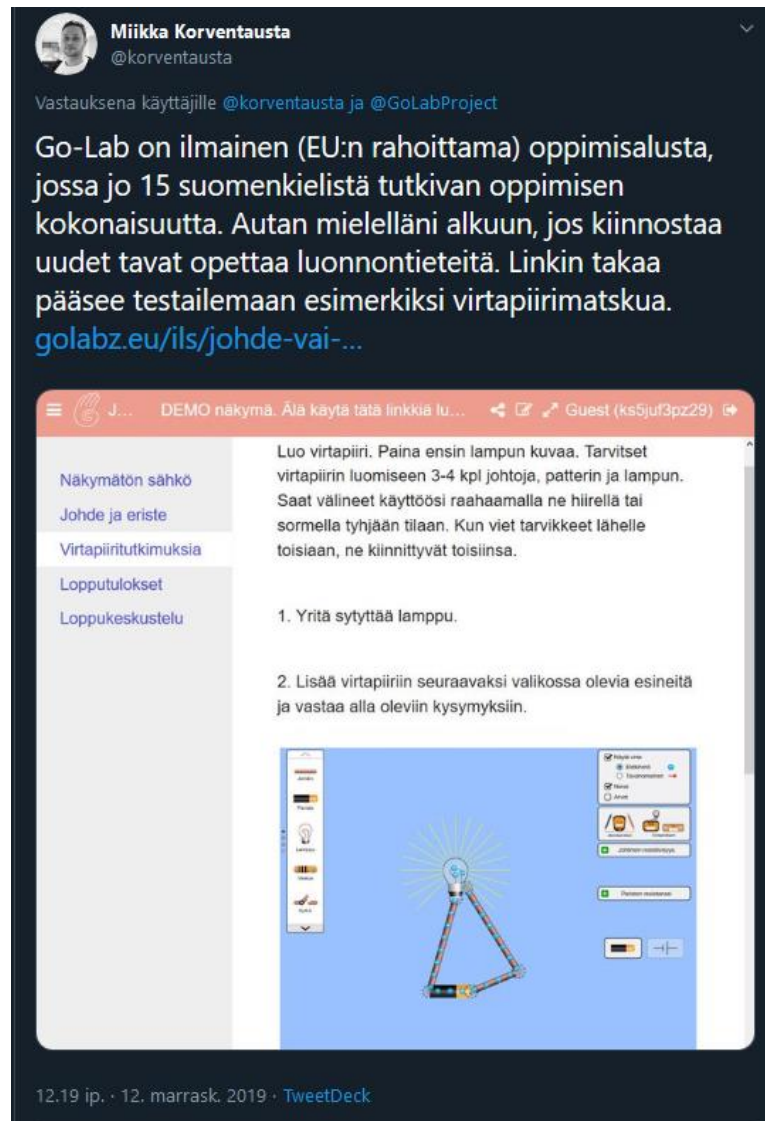 Miikka Korventausta
@korventausta
Vastauksena käyttäjille @korventausta ja @GoLabProject
Go-Lab on ilmainen (EU:n rahoittama) oppimisalusta,
jossa jo 15 suomenkielistä tutkivan oppimisen
kokonaisuutta. Autan mielelläni alkuun, jos kiinnostaa
uudet tavat opettaa luonnontieteitä. Linkin takaa
pääsee testailemaan esimerkiksi virtapiirimatskua.
golabz.eu/ils/johde-vai-...
J... DEMO näkymä. Älä käytä tätä linkkiä lu... Guest (ks5juf3pz29)
Näkymätön sähkö
Johde ja eriste
Virtapiiritutkimuksia
Lopputulokset
Loppukeskustelu
Luo virtapiiri. Paina ensin lampun kuvaa. Tarvitset
virtapiirin luomiseen 3-4 kpl johtoja, patterin ja lampun.
Saat välineet käyttöösi raahaamalla ne hiirellä tai
sormella tyhjään tilaan. Kun viet tarvikkeet lähelle
toisiaan, ne kiinnittyvät toisiinsa.
1. Yritä sytyttää lamppu.
2. Lisää virtapiiriin seuraavaksi valikossa olevia esineitä
ja vastaa alla oleviin kysymyksiin.
12.19 ip. · 12. marrask. 2019 · TweetDeck